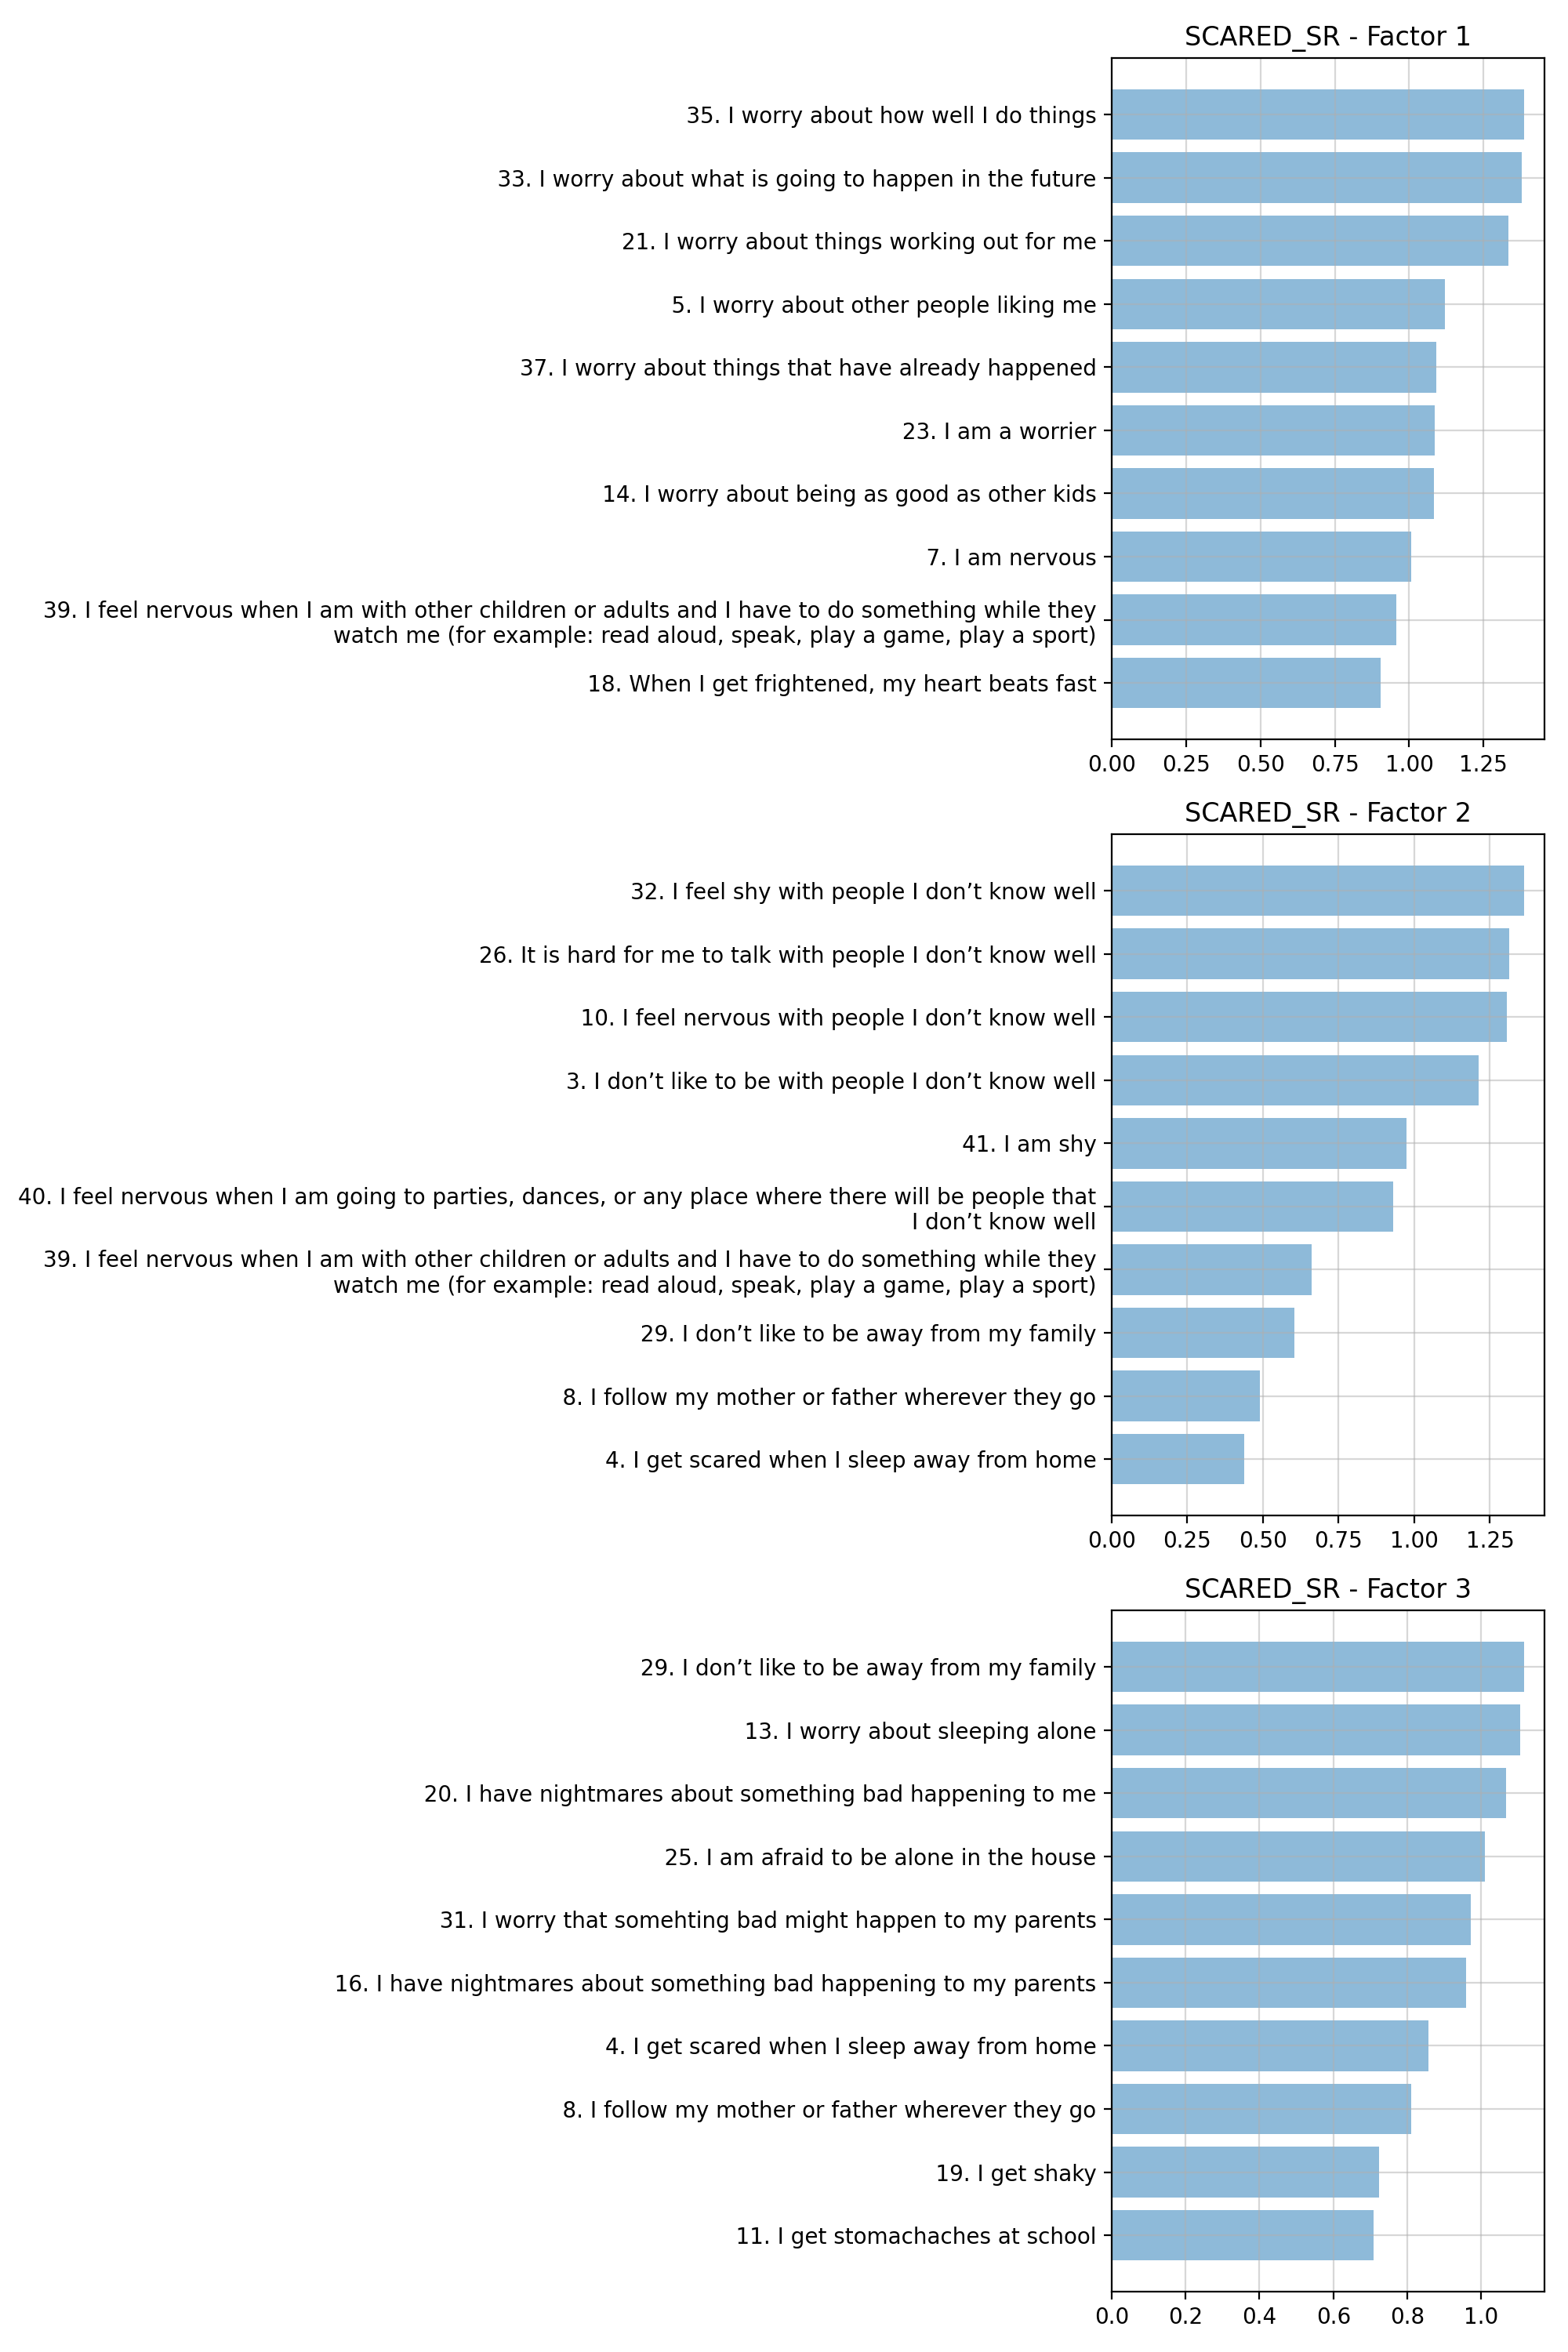 SCARED_SR - Factor 1
35. I worry about how well I do things
33. I worry about what is going to happen in the future
21. I worry about things working out for me
5. I worry about other people liking me
37. I worry about things that have already happened
23. I am a worrier
14. I worry about being as good as other kids
7. I am nervous
39. I feel nervous when I am with other children or adults and I have to do something while they
watch me (for example: read aloud, speak, play a game, play a sport)
18. When I get frightened, my heart beats fast
0.00 0.25 0.50 0.75 1.00 1.25
SCARED_SR - Factor 2
32. I feel shy with people I don’t know well
26. It is hard for me to talk with people I don’t know well
10. I feel nervous with people I don’t know well
3. I don’t like to be with people I don’t know well
41. I am shy
40. I feel nervous when I am going to parties, dances, or any place where there will be people that
I don’t know well
39. I feel nervous when I am with other children or adults and I have to do something while they
watch me (for example: read aloud, speak, play a game, play a sport)
29. I don’t like to be away from my family
8. I follow my mother or father wherever they go
4. I get scared when I sleep away from home
0.00 0.25 0.50 0.75 1.00 1.25
SCARED_SR - Factor 3
29. I don’t like to be away from my family
13. I worry about sleeping alone
20. I have nightmares about something bad happening to me
25. I am afraid to be alone in the house
31. I worry that somehting bad might happen to my parents
16. I have nightmares about something bad happening to my parents
4. I get scared when I sleep away from home
8. I follow my mother or father wherever they go
19. I get shaky
11. I get stomachaches at school
0.0 0.2 0.4 0.6 0.8 1.0